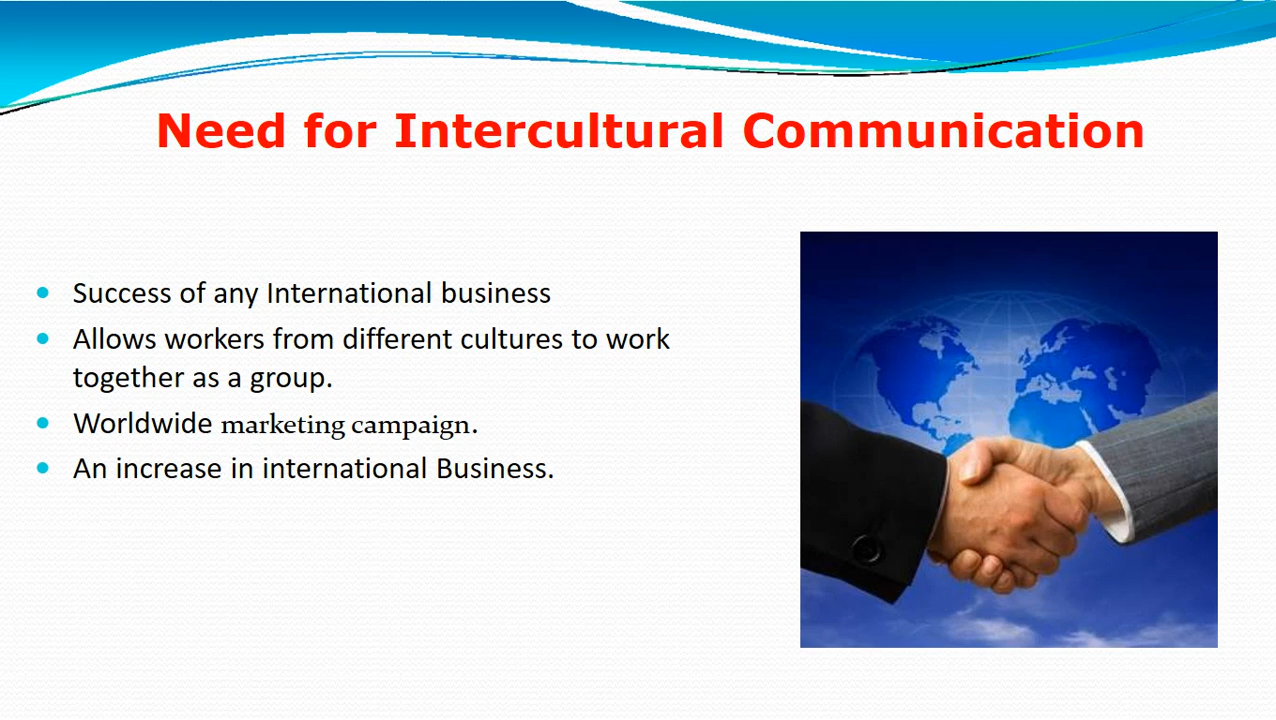 Need for Intercultural Communication
Success of any International business
Allows workers from different cultures to work
together as a group.
Worldwide marketing campaign.
An increase in international Business.